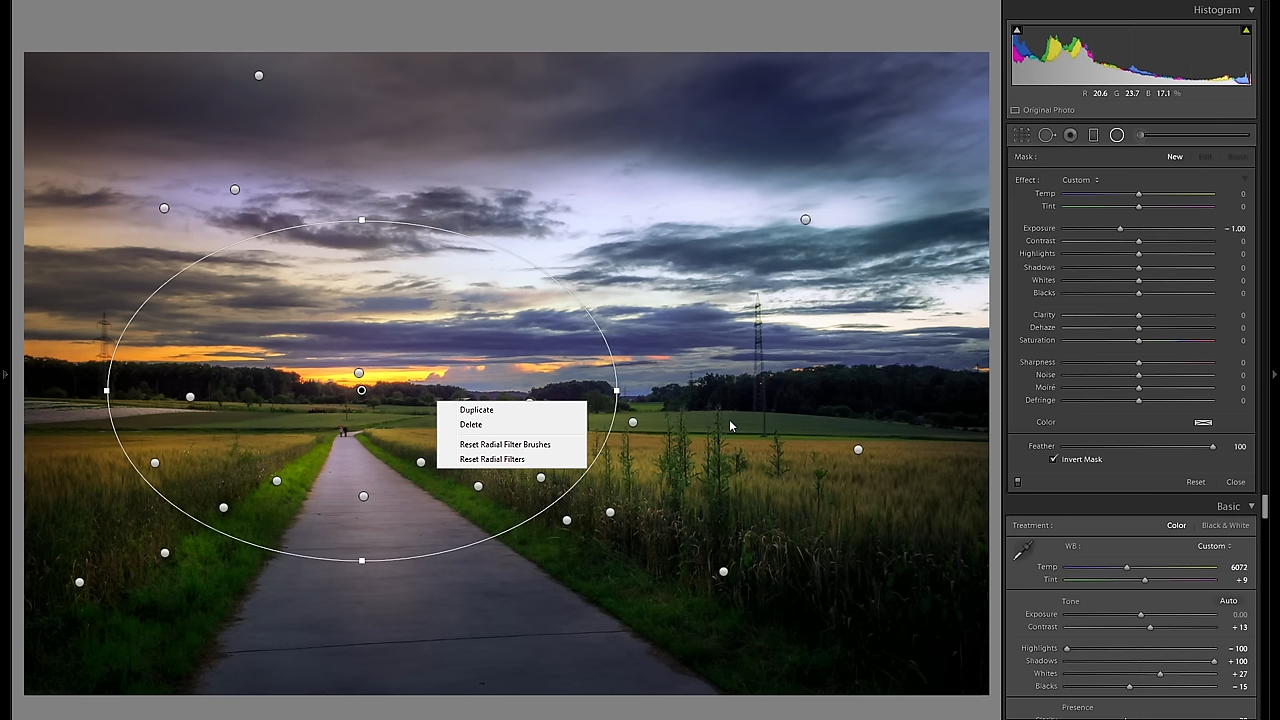 Histogram
R 20.6 G 23.7 B 17.1 %
Original Photo
Mask : New Edit Brush
Effect : Custom
Temp 0
Tint 0
Exposure – 1.00
Contrast 0
Highlights 0
Shadows 0
Whites 0
Blacks 0
Clarity 0
Dehaze 0
Saturation 0
Sharpness 0
Noise 0
Moiré 0
Defringe 0
Color
Feather 100
Invert Mask
Reset Close
Duplicate
Delete
Reset Radial Filter Brushes
Reset Radial Filters
Basic
Treatment : Color Black & White
WB : Custom
Temp 6072
Tint + 9
Tone Auto
Exposure 0.00
Contrast + 13
Highlights – 100
Shadows + 100
Whites + 27
Blacks – 15
Presence